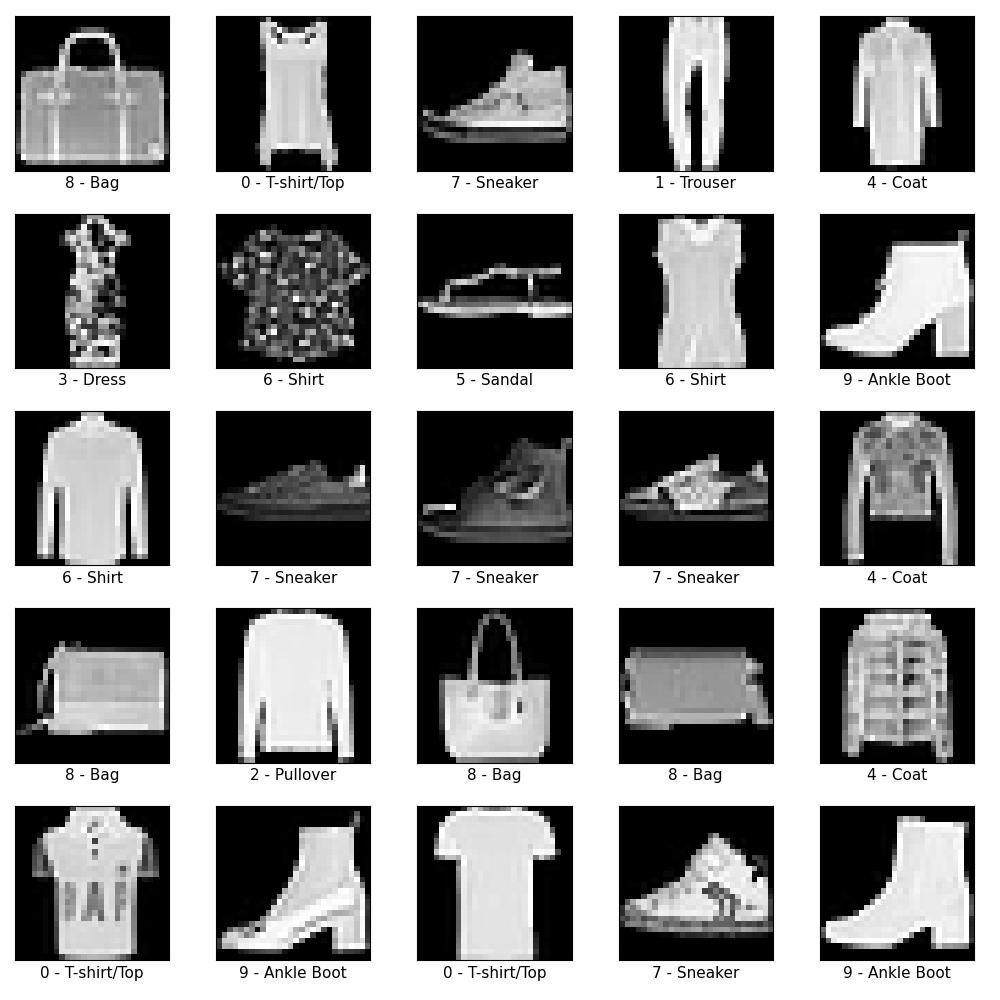 8 - Bag
0 - T-shirt/Top
7 - Sneaker
1 - Trouser
4 - Coat
3 - Dress
6 - Shirt
5 - Sandal
6 - Shirt
9 - Ankle Boot
6 - Shirt
7 - Sneaker
7 - Sneaker
7 - Sneaker
4 - Coat
8 - Bag
2 - Pullover
8 - Bag
8 - Bag
4 - Coat
0 - T-shirt/Top
9 - Ankle Boot
0 - T-shirt/Top
7 - Sneaker
9 - Ankle Boot